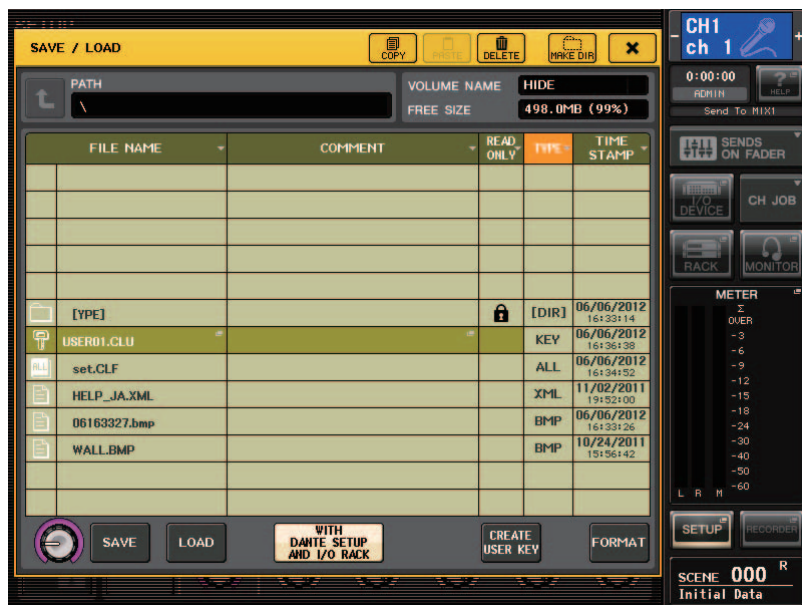 SAVE / LOAD
COPY
PASTE
DELETE
MAKE DIR
PATH
\
VOLUME NAME
HIDE
FREE SIZE
498.0MB (99%)
FILE NAME
COMMENT
READ ONLY
TYPE
TIME STAMP
[YPE]
[DIR]
06/06/2012
16:33:14
USER01.CLU
KEY
06/06/2012
16:36:38
ALL
set.CLF
ALL
06/06/2012
16:34:52
HELP_JA.XML
XML
11/02/2011
19:52:00
06163327.bmp
BMP
06/06/2012
16:33:26
WALL.BMP
BMP
10/24/2011
15:56:42
SAVE
LOAD
WITH
DANTE SETUP
AND I/O RACK
CREATE
USER KEY
FORMAT
CH1
- ch 1 +
0:00:00
ADMIN
?
HELP
Send To MIX1
SENDS
ON FADER
I/O
DEVICE
CH JOB
RACK
MONITOR
METER
Σ
OVER
-3
-6
-9
-12
-15
-18
-24
-30
-40
-50
-60
L R M
SETUP
RECORDER
SCENE 000 R
Initial Data